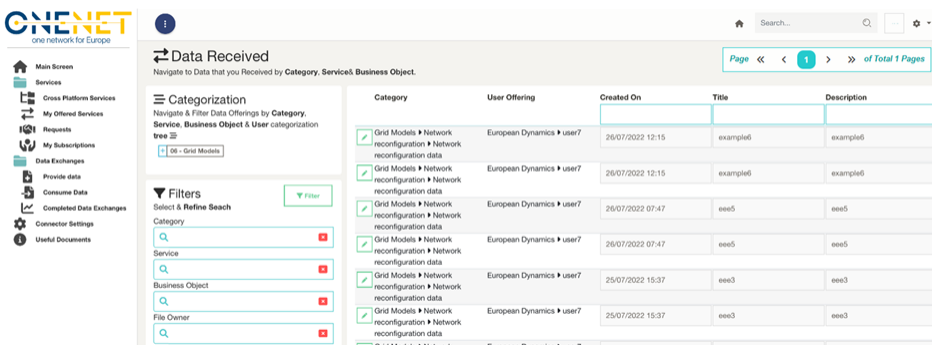 ONENET
one network for Europe
Main Screen
Services
Cross Platform Services
My Offered Services
Requests
My Subscriptions
Data Exchanges
Provide data
Consume Data
Completed Data Exchanges
Connector Settings
Useful Documents
Search...
Data Received
Navigate to Data that you Received by Category, Service& Business Object.
Page « ‹ 1 › » of Total 1 Pages
Categorization
Navigate & Filter Data Offerings by Category,
Service, Business Object & User categorization
tree
+ 06 - Grid Models
Filters
Filter
Select & Refine Seach
Category
Service
Business Object
File Owner
Category User Offering Created On Title Description
Grid Models Network
reconfiguration Network
reconfiguration data
European Dynamics user7
26/07/2022 12:15
example6
example6
Grid Models Network
reconfiguration Network
reconfiguration data
European Dynamics user7
26/07/2022 12:15
example6
example6
Grid Models Network
reconfiguration Network
reconfiguration data
European Dynamics user7
26/07/2022 07:47
eee5
eee5
Grid Models Network
reconfiguration Network
reconfiguration data
European Dynamics user7
26/07/2022 07:47
eee5
eee5
Grid Models Network
reconfiguration Network
reconfiguration data
European Dynamics user7
25/07/2022 15:37
eee3
eee3
Grid Models Network
reconfiguration Network
reconfiguration data
European Dynamics user7
25/07/2022 15:37
eee3
eee3